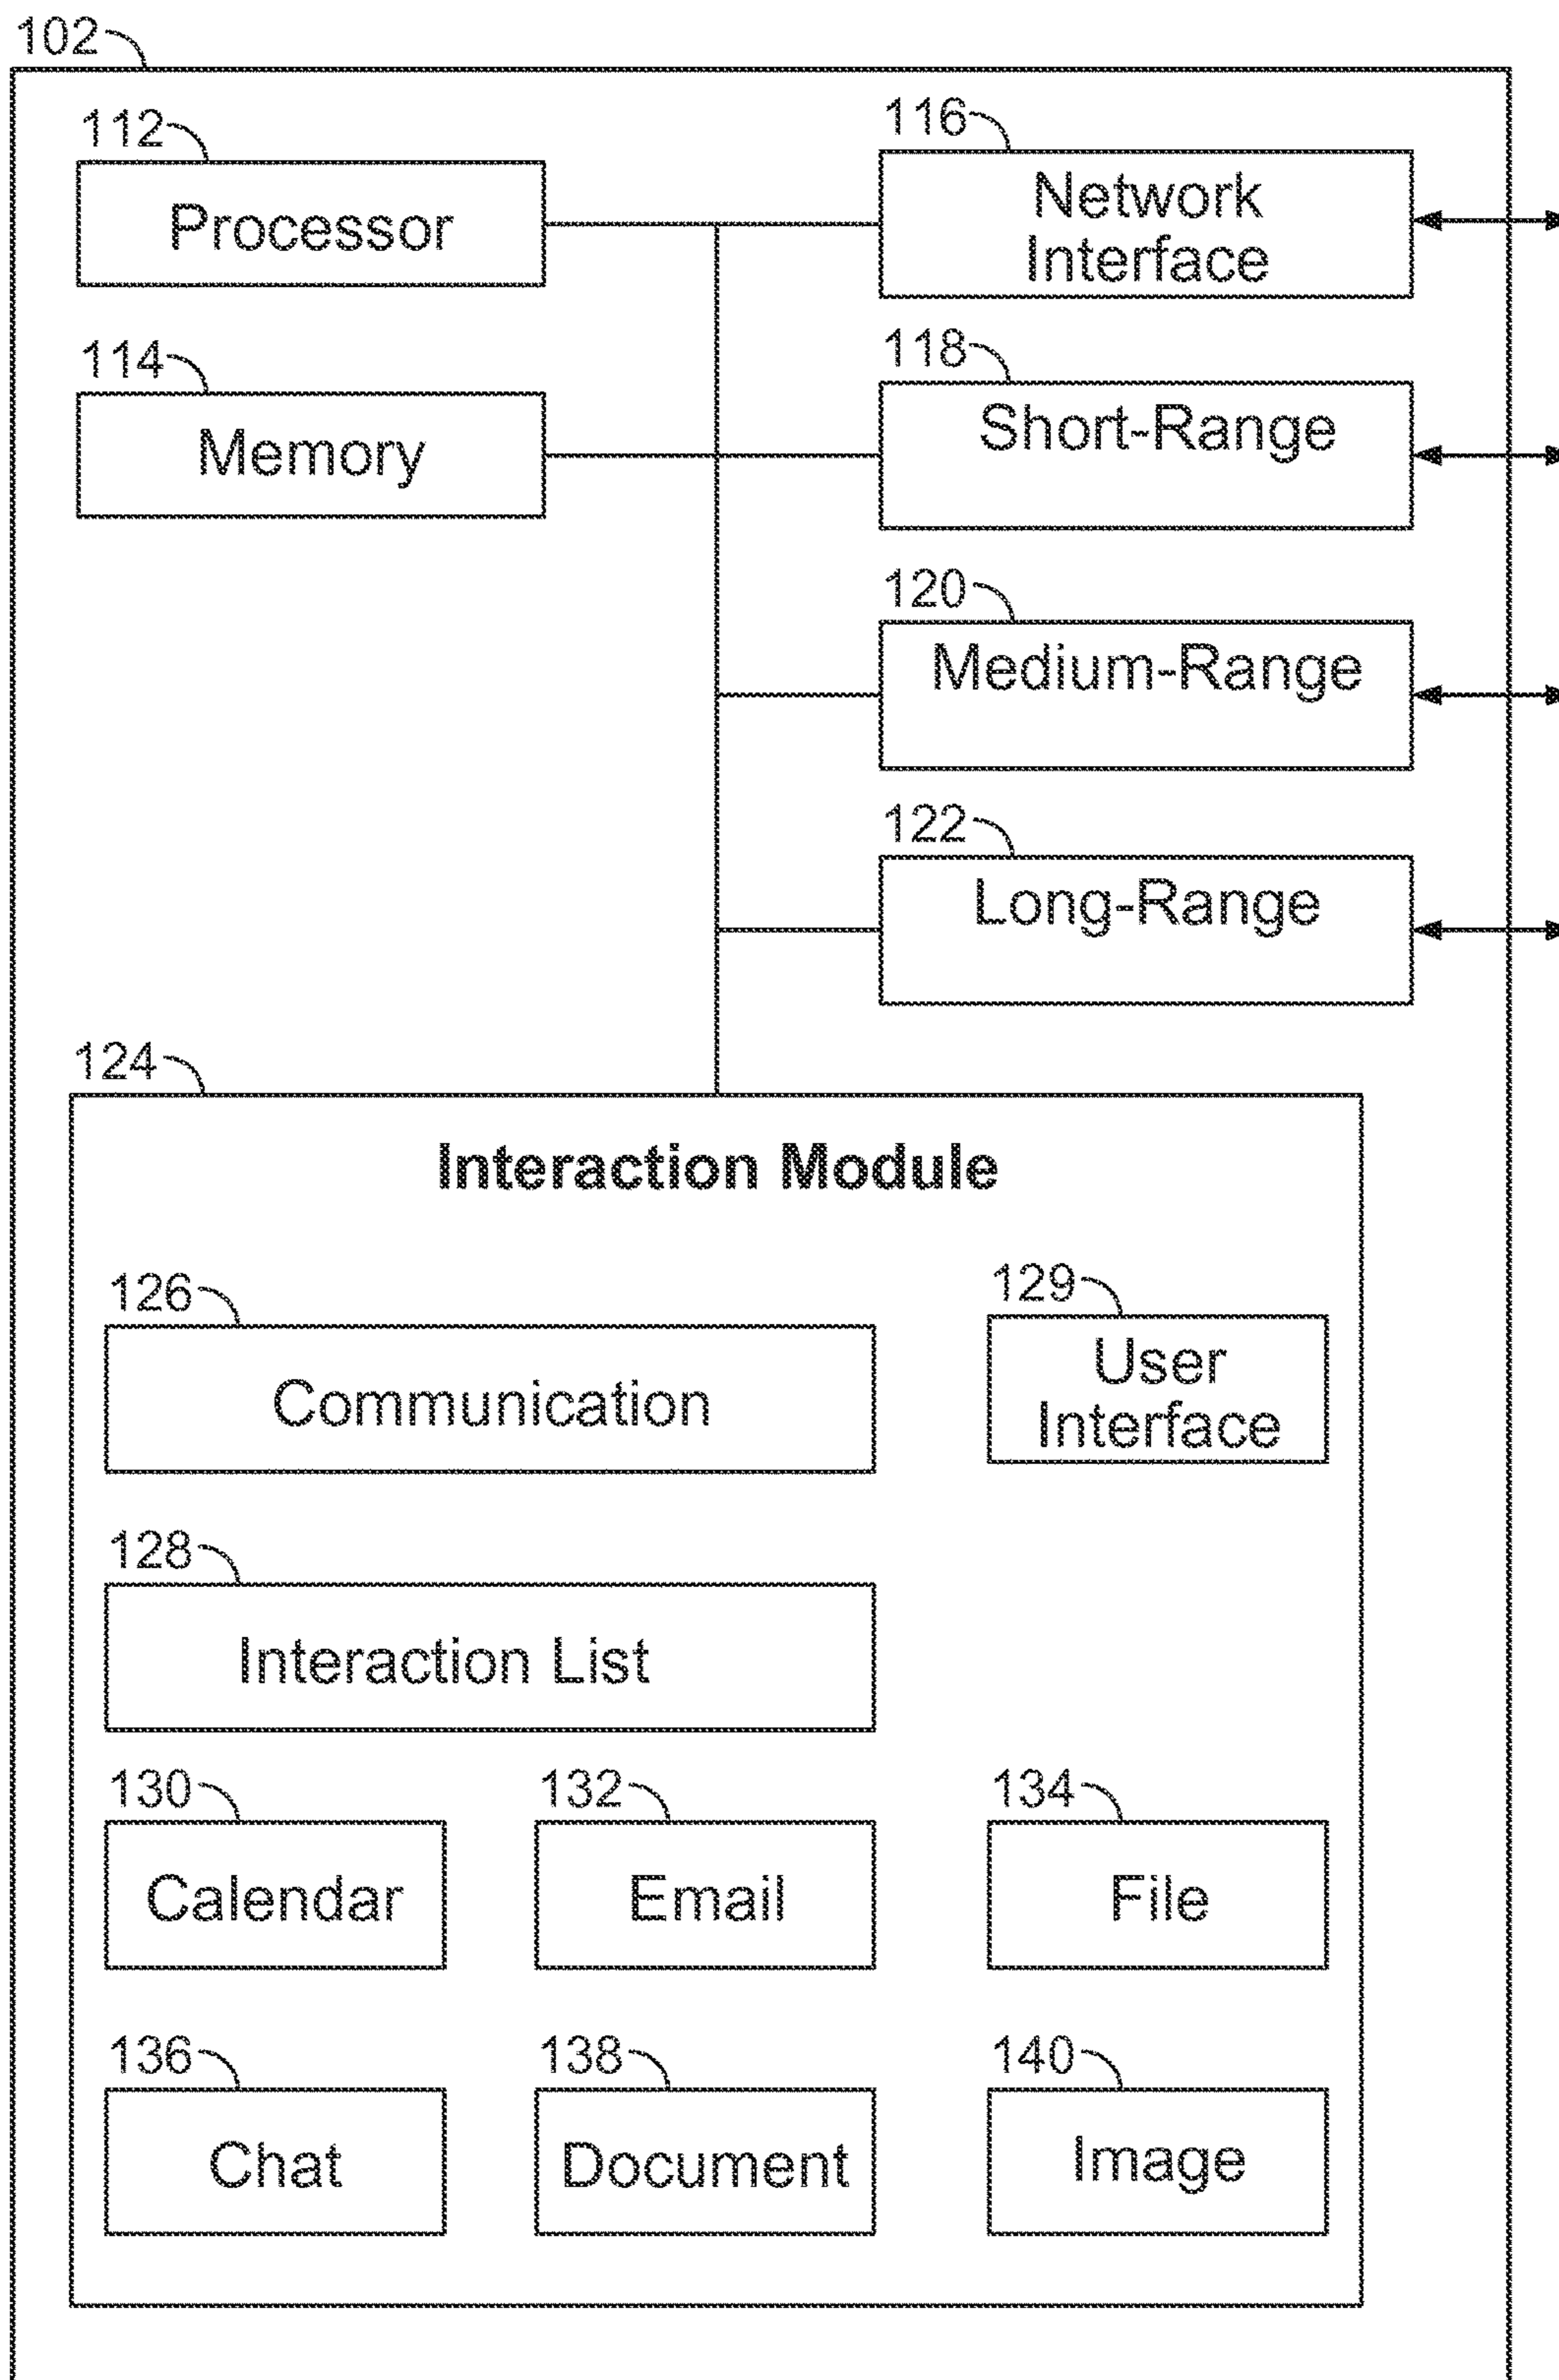 102
112
Processor
116
Network
Interface
114
Memory
118
Short-Range
120
Medium-Range
122
Long-Range
124
Interaction Module
126
Communication
129
User
Interface
128
Interaction List
130
Calendar
132
Email
134
File
136
Chat
138
Document
140
Image